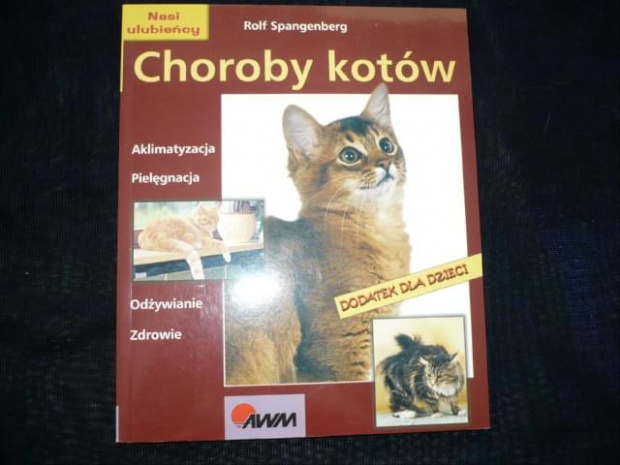 Nasi
ulubieńcy
Rolf Spangenberg
Choroby kotów
Aklimatyzacja
Pielęgnacja
DODATEK DLA DZIECI
Odżywianie
Zdrowie
AWM